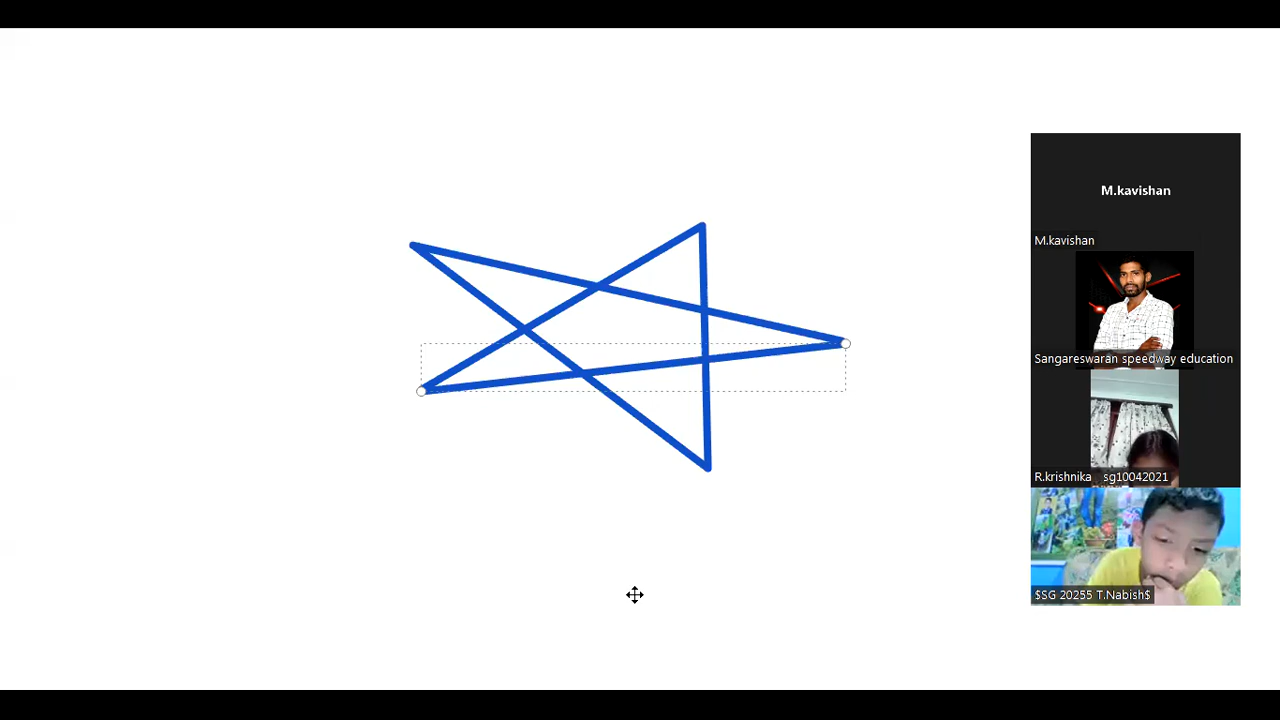 M.kavishan
M.kavishan
Sangareswaran speedway education
R.krishnika sg10042021
$SG 20255 T.Nabish$